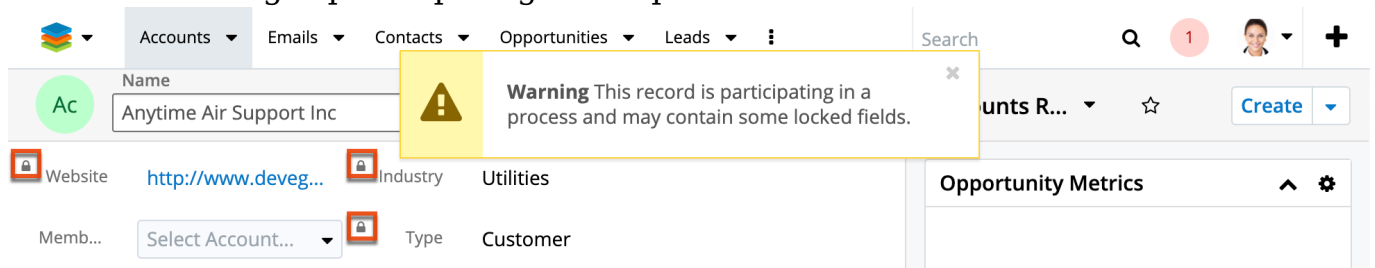 Accounts Emails Contacts Opportunities Leads Search 1
Name
Ac Anytime Air Support Inc
Warning This record is participating in a
process and may contain some locked fields.
ounts R... Create
Website http://www.deveg... Industry Utilities
Opportunity Metrics
Memb... Select Account... Type Customer